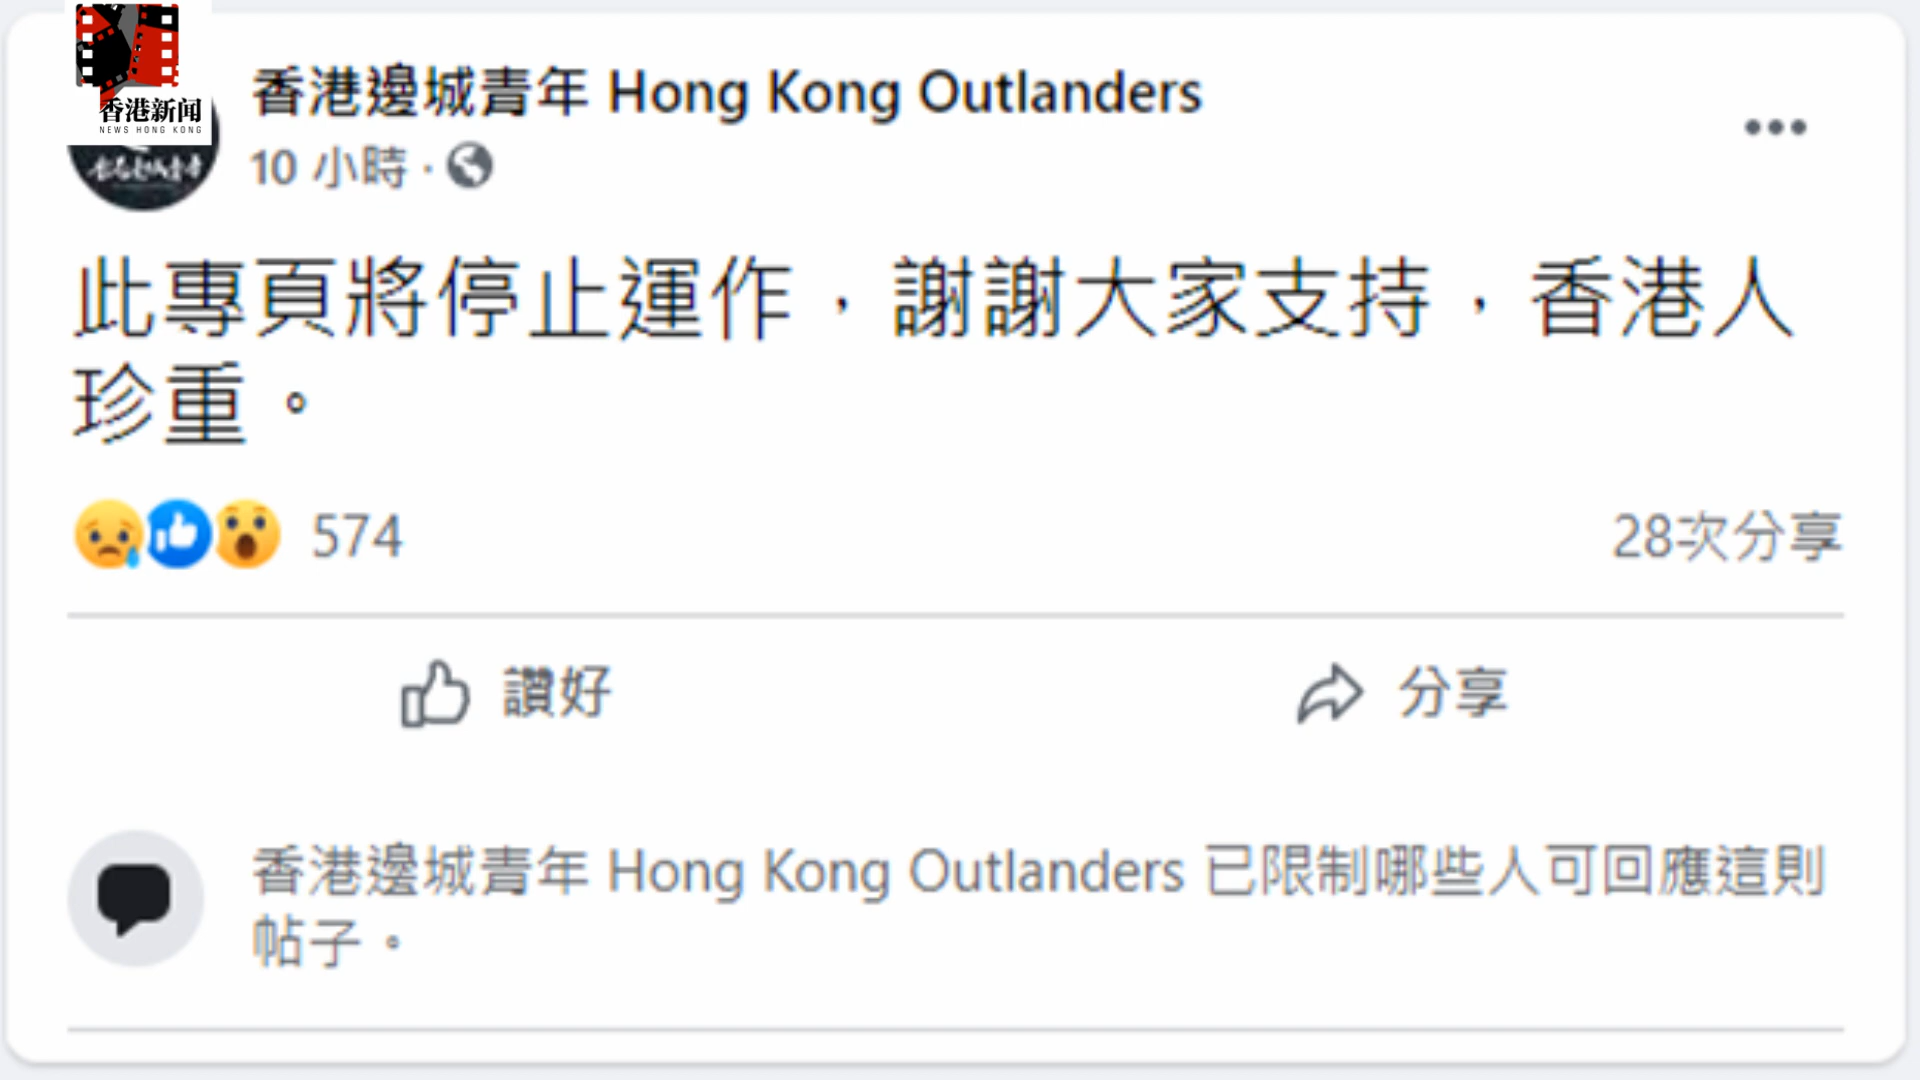 香港新闻
NEWS HONG KONG
香港邊城青年 Hong Kong Outlanders
10 小時 ·
此專頁將停止運作，謝謝大家支持，香港人
珍重。
574
28次分享
讚好
分享
香港邊城青年 Hong Kong Outlanders 已限制哪些人可回應這則
帖子。